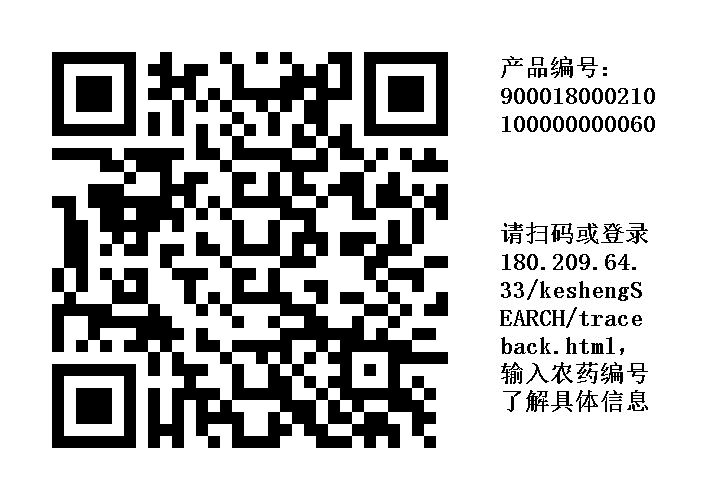 产品编号：
900018000210
100000000060
请扫码或登录
180.209.64.
33/keshengS
EARCH/trace
back.html，
输入农药编号
了解具体信息